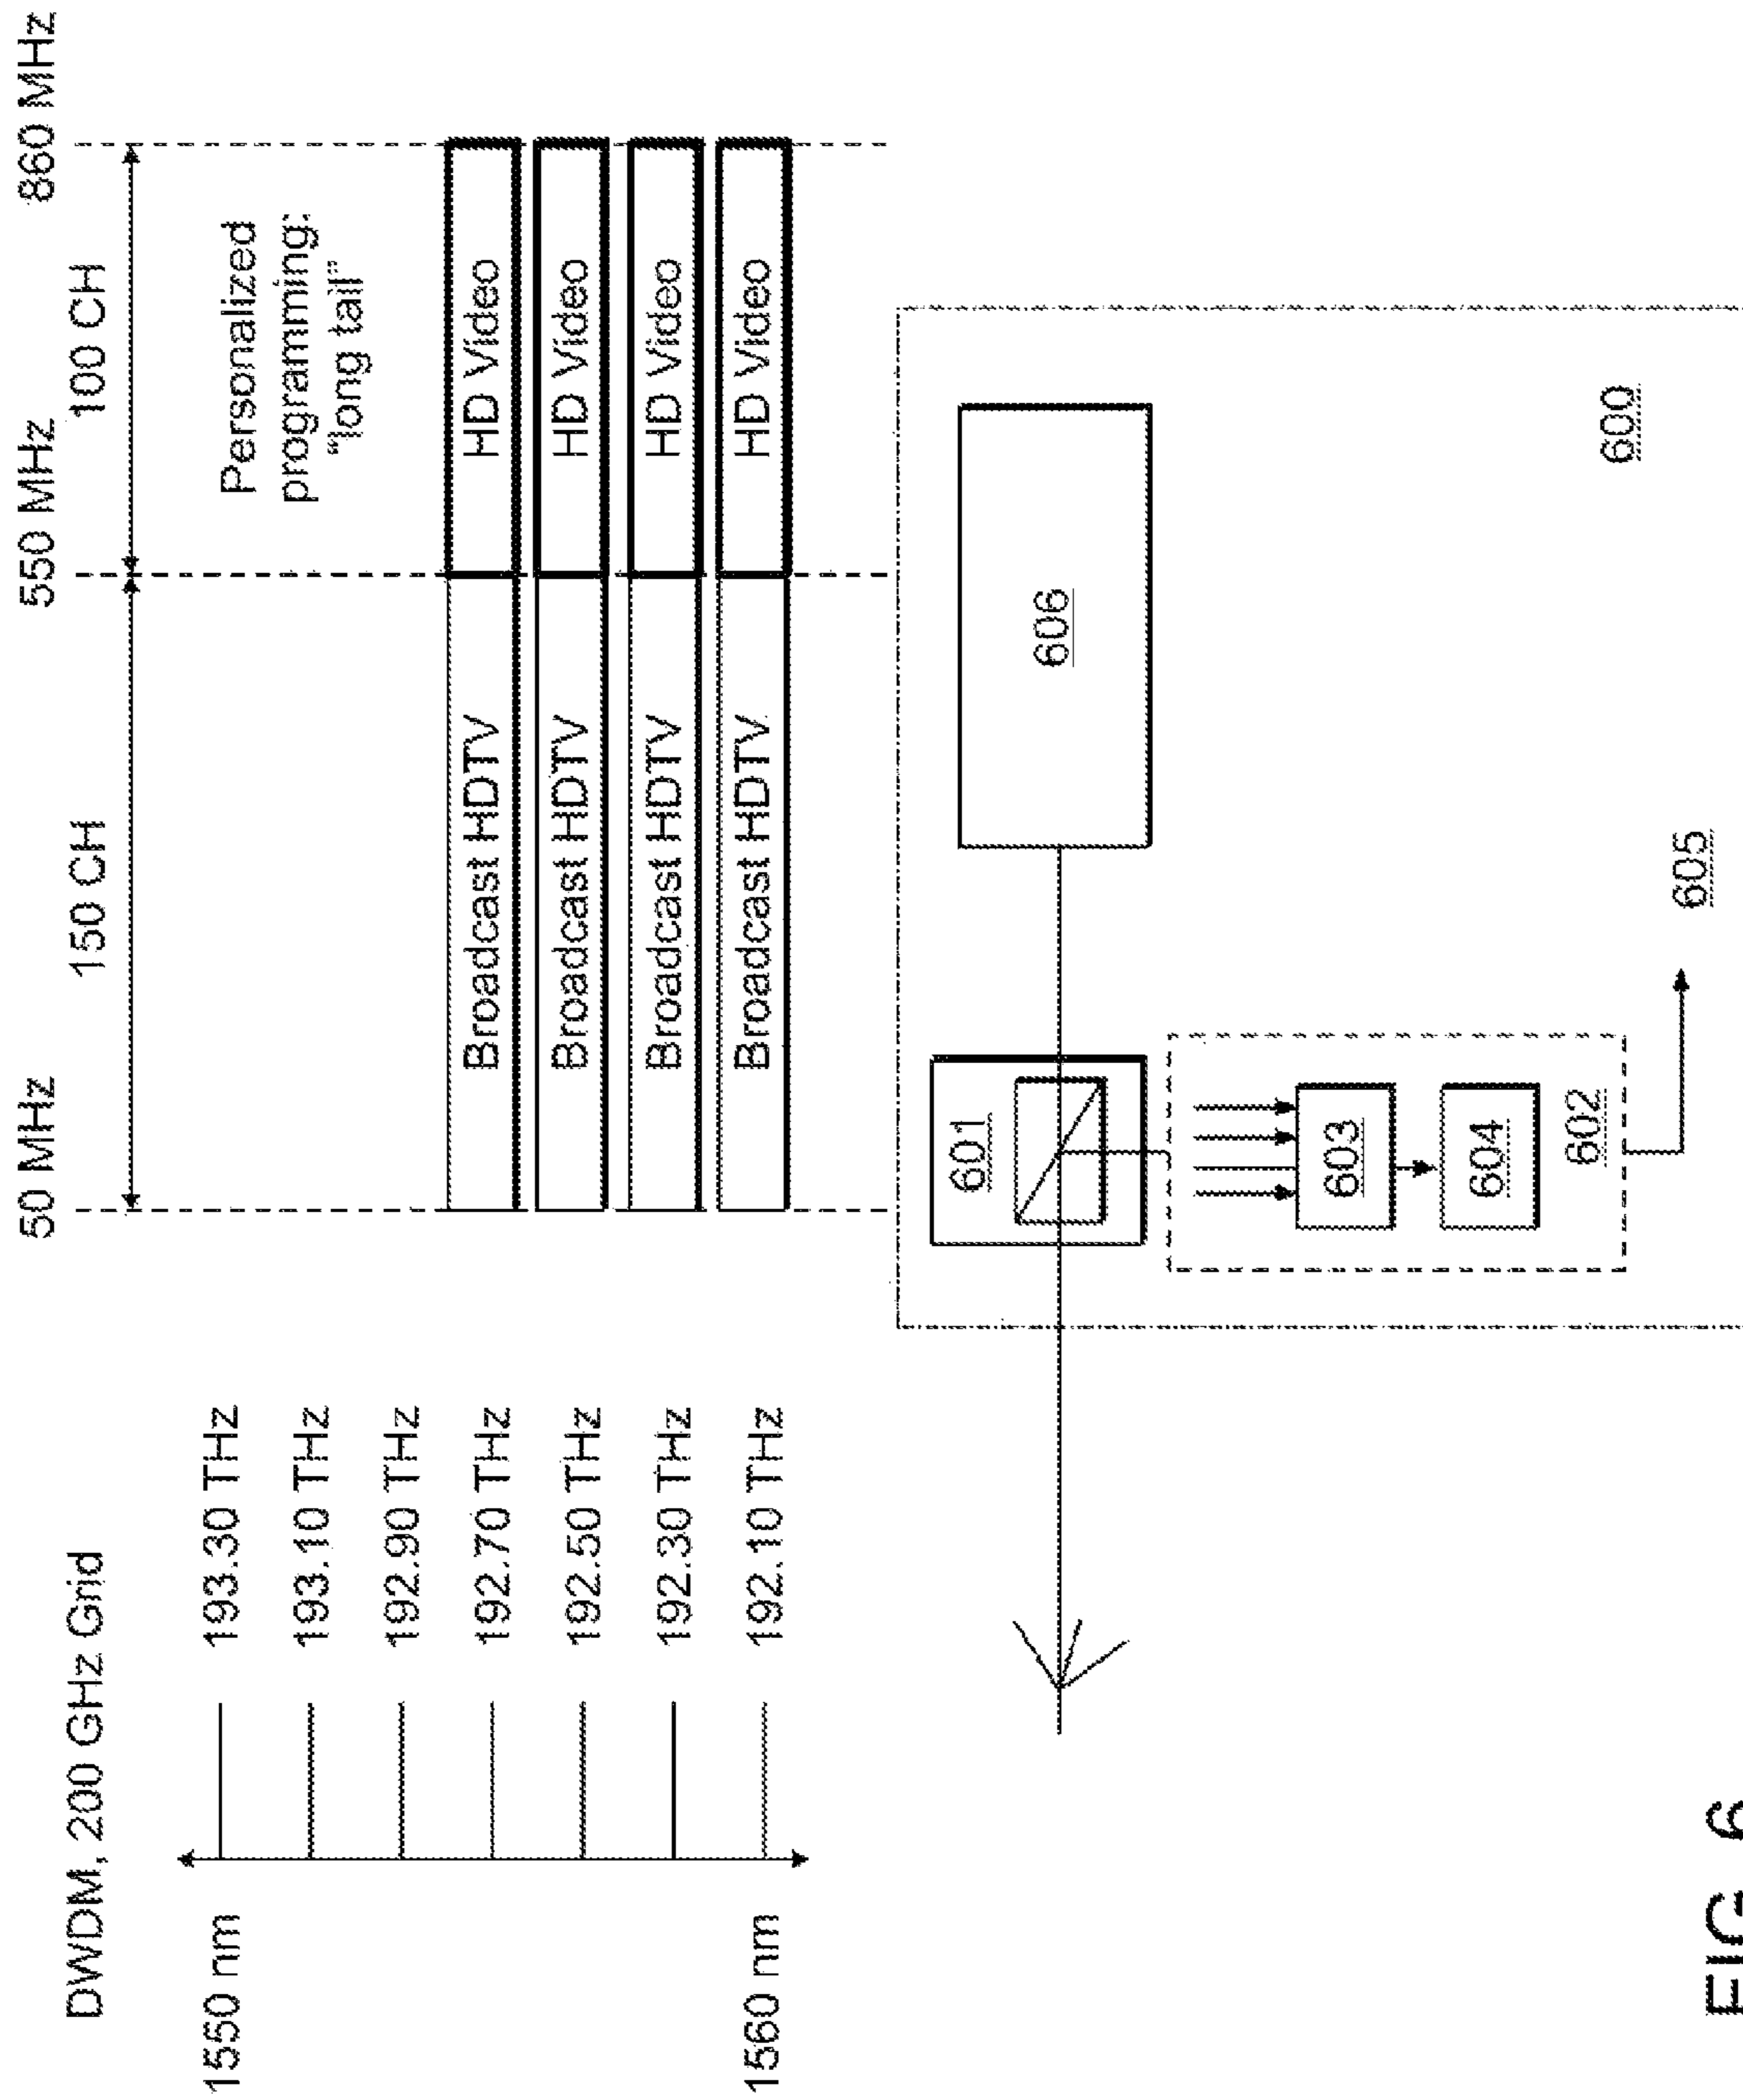 DWDM, 200 GHz Grid
1550 nm
1560 nm
193.30 THz
193.10 THz
192.90 THz
192.70 THz
192.50 THz
192.30 THz
192.10 THz
50 MHz
550 MHz
860 MHz
150 CH
100 CH
Personalized
programming:
"long tail"
Broadcast HDTV
HD Video
Broadcast HDTV
HD Video
Broadcast HDTV
HD Video
Broadcast HDTV
HD Video
601
606
603
604
602
600
605
FIG. 6